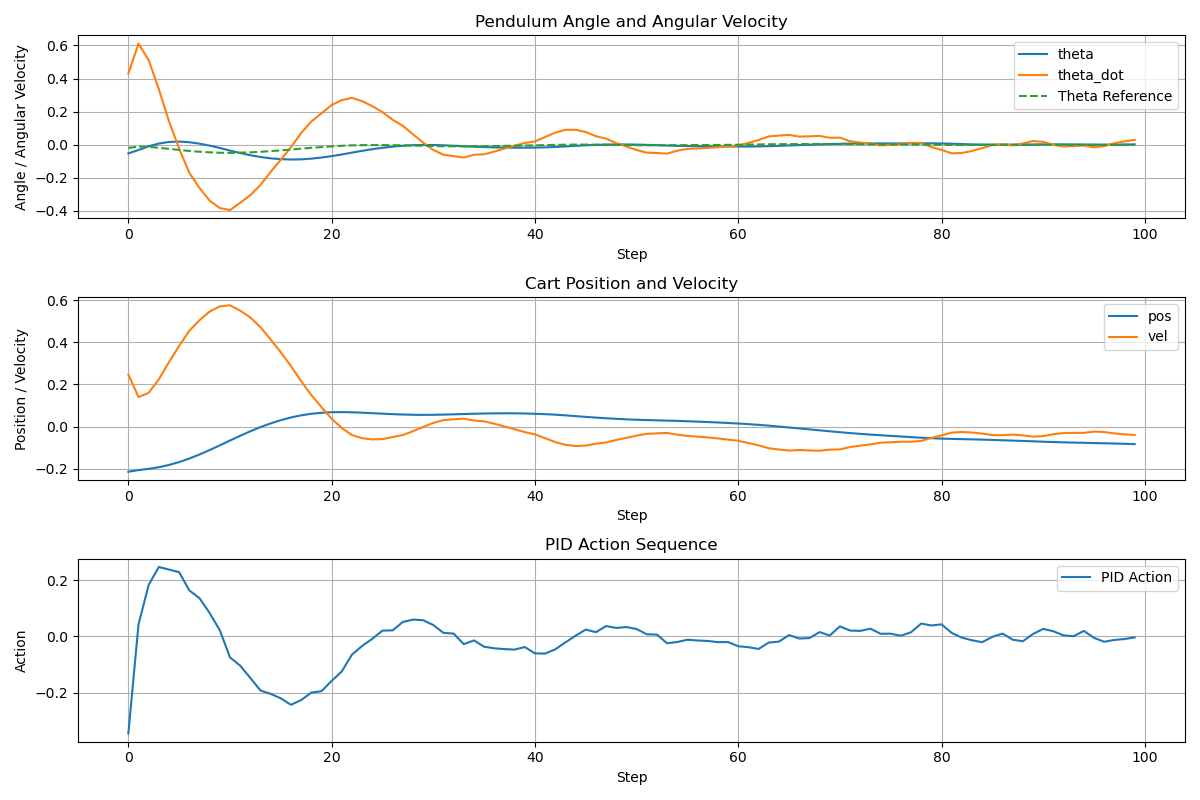 Pendulum Angle and Angular Velocity
Angle / Angular Velocity
0.6
0.4
0.2
0.0
−0.2
−0.4
theta
theta_dot
Theta Reference
0 20 40 60 80 100
Step
Cart Position and Velocity
Position / Velocity
0.6
0.4
0.2
0.0
−0.2
pos
vel
0 20 40 60 80 100
Step
PID Action Sequence
Action
0.2
0.0
−0.2
PID Action
0 20 40 60 80 100
Step